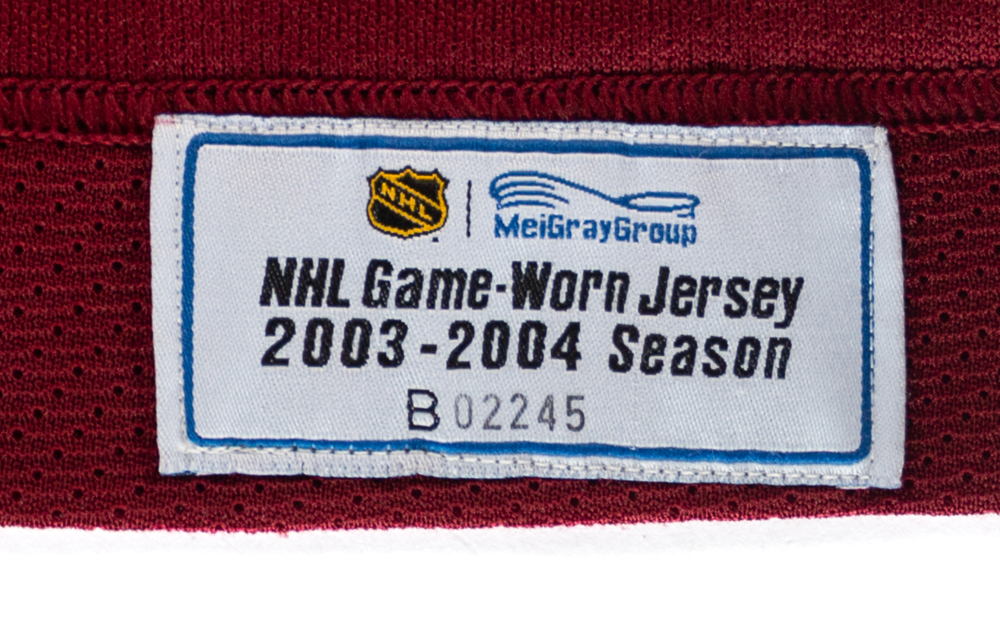 NHL
MeiGrayGroup
NHL Game-Worn Jersey
2003-2004 Season
B02245